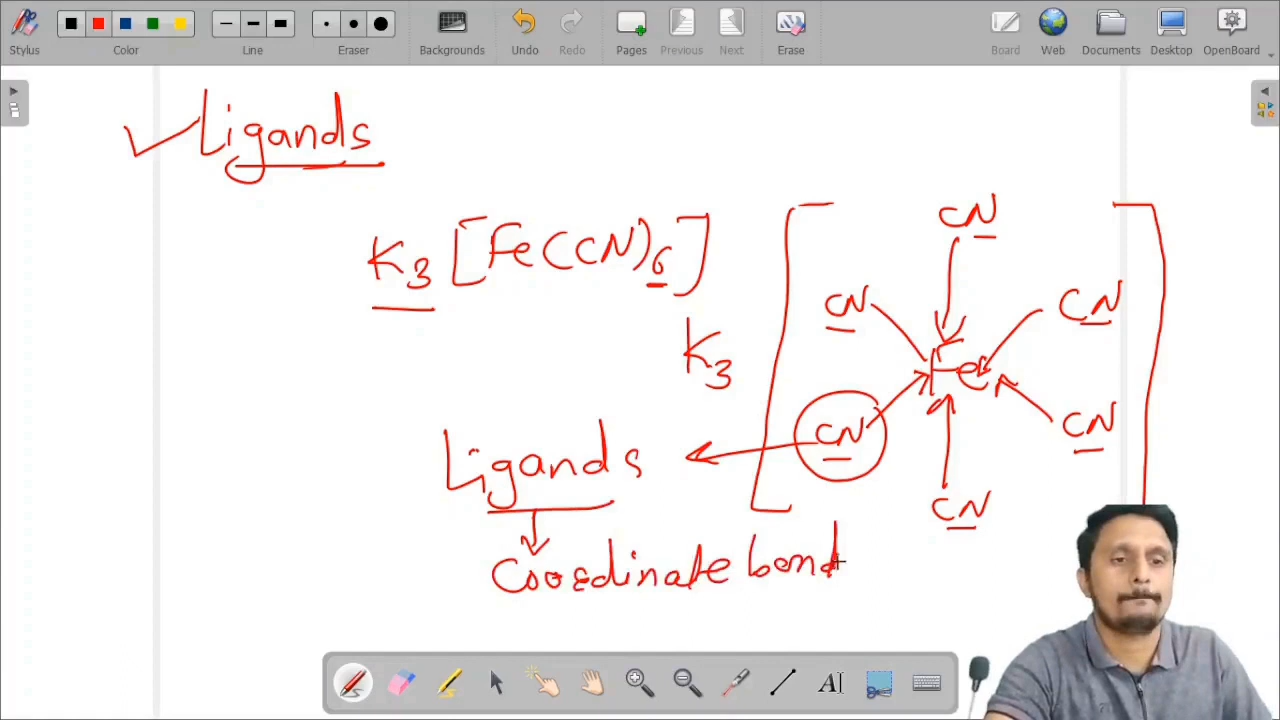 Stylus
Color
Line
Eraser
Backgrounds
Undo
Redo
Pages
Previous
Next
Erase
Board
Web
Documents
Desktop
OpenBoard
Ligands
K3 [Fe(CN)6]
K3
CN
CN
CN
Fe
CN
CN
CN
Ligands
Coordinate bond